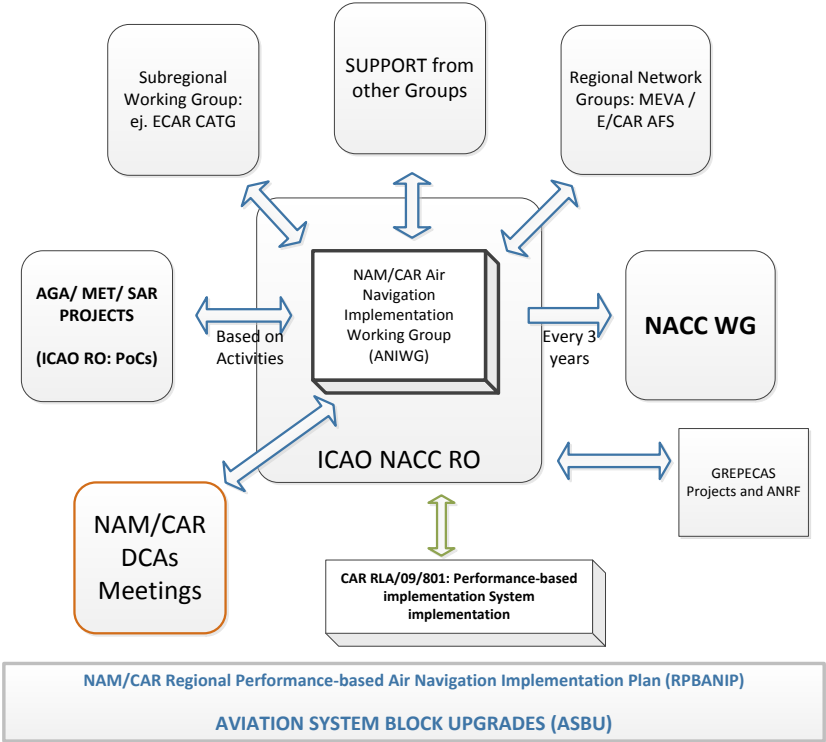 Subregional
Working Group:
ej. ECAR CATG
SUPPORT from
other Groups
Regional Network
Groups: MEVA /
E/CAR AFS
AGA/ MET/ SAR
PROJECTS
(ICAO RO: PoCs)
Based on
Activities
NAM/CAR Air
Navigation
Implementation
Working Group
(ANIWG)
Every 3
years
NACC WG
ICAO NACC RO
GREPECAS
Projects and ANRF
NAM/CAR
DCAs
Meetings
CAR RLA/09/801: Performance-based
implementation System
implementation
NAM/CAR Regional Performance-based Air Navigation Implementation Plan (RPBANIP)
AVIATION SYSTEM BLOCK UPGRADES (ASBU)